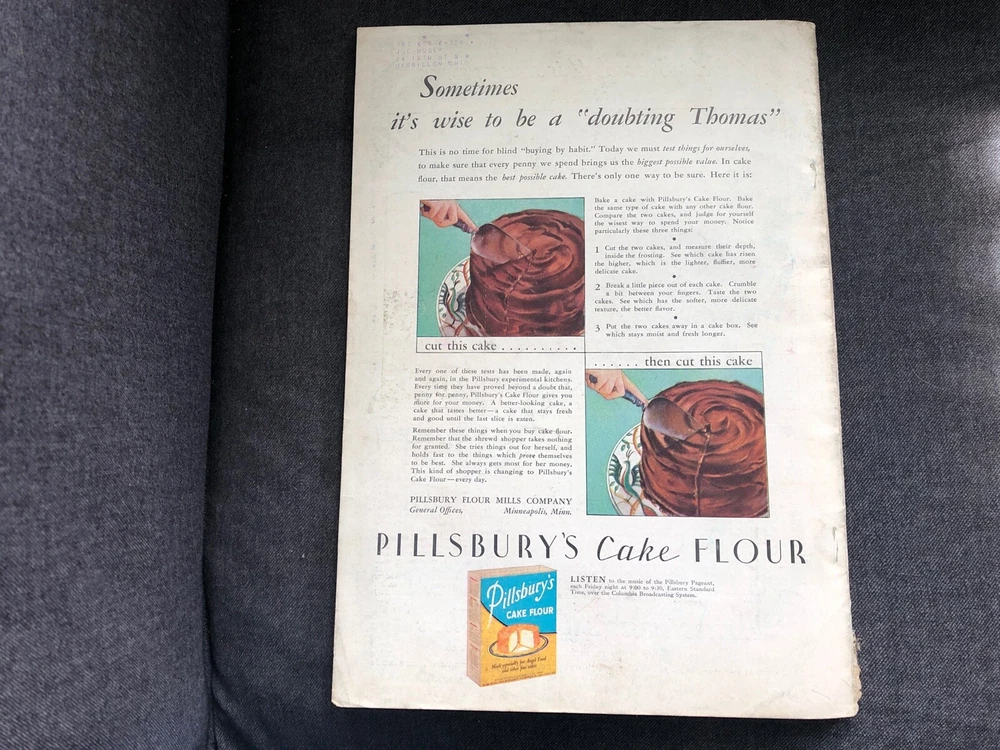 Sometimes
it's wise to be a "doubting Thomas"
This is no time for blind "buying by habit." Today we must test things for ourselves,
to make sure that every penny we spend brings us the biggest possible value. In cake
flour, that means the best possible cake. There's only one way to be sure. Here it is:
Bake a cake with Pillsbury's Cake Flour. Bake
the same type of cake with any other cake flour.
Compare the two cakes, and judge for yourself
the wisest way to spend your money. Notice
particularly these three things:
1 Cut the two cakes, and measure their depth,
inside the frosting. See which cake has risen
the higher, which is the lighter, fluffier, more
delicate cake.
2 Break a little piece out of each cake. Crumble
a bit between your fingers. Taste the two
cakes. See which has the softer, more delicate
texture, the better flavor.
3 Put the two cakes away in a cake box. See
which stays moist and fresh longer.
cut this cake . . . . . . . . . .
. . . . . . then cut this cake
Every one of these tests has been made, again
and again, in the Pillsbury experimental kitchens.
Every time they have proved beyond a doubt that,
penny for penny, Pillsbury's Cake Flour gives you
more for your money. A better-looking cake, a
cake that tastes better—a cake that stays fresh
and good until the last slice is eaten.
Remember these things when you buy cake flour.
Remember that the shrewd shopper takes nothing
for granted. She tries things out for herself, and
holds fast to the things which prove themselves
to be best. She always gets most for her money.
This kind of shopper is changing to Pillsbury's
Cake Flour—every day.
PILLSBURY FLOUR MILLS COMPANY
General Offices, Minneapolis, Minn.
PILLSBURY'S Cake FLOUR
LISTEN to the music of the Pillsbury Pageant,
each Friday night at 9:00 to 9:30, Eastern Standard
Time, over the Columbia Broadcasting System.
Pillsbury's
CAKE FLOUR
Made especially for Angel Food
and other fine cakes